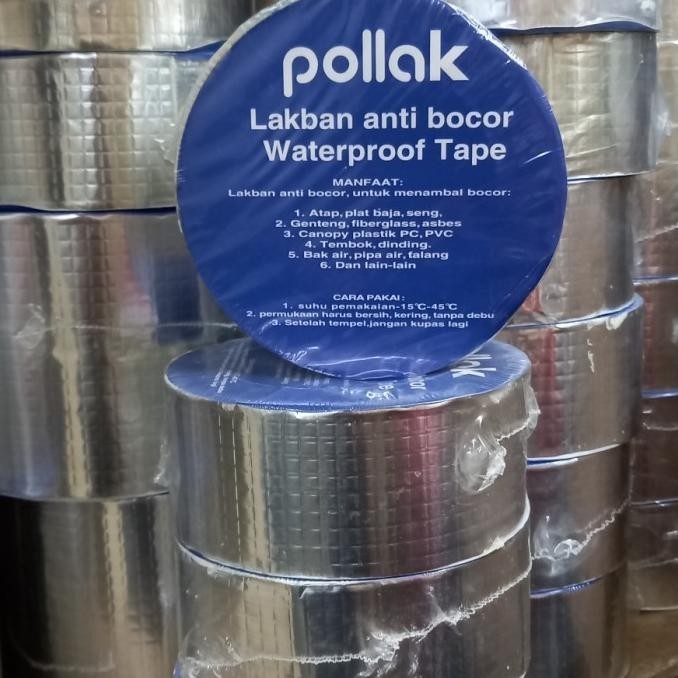 pollak
Lakban anti bocor
Waterproof Tape
MANFAAT:
Lakban anti bocor, untuk menambal bocor:
1. Atap, plat baja, seng,
2. Genteng, fiberglass, asbes
3. Canopy plastik PC, PVC
4. Tembok, dinding.
5. Bak air, pipa air, talang
6. Dan lain-lain
CARA PAKAI:
1. suhu pemakaian-15℃-45℃
2. permukaan harus bersih, kering, tanpa debu
3. Setelah tempel, jangan kupas lagi